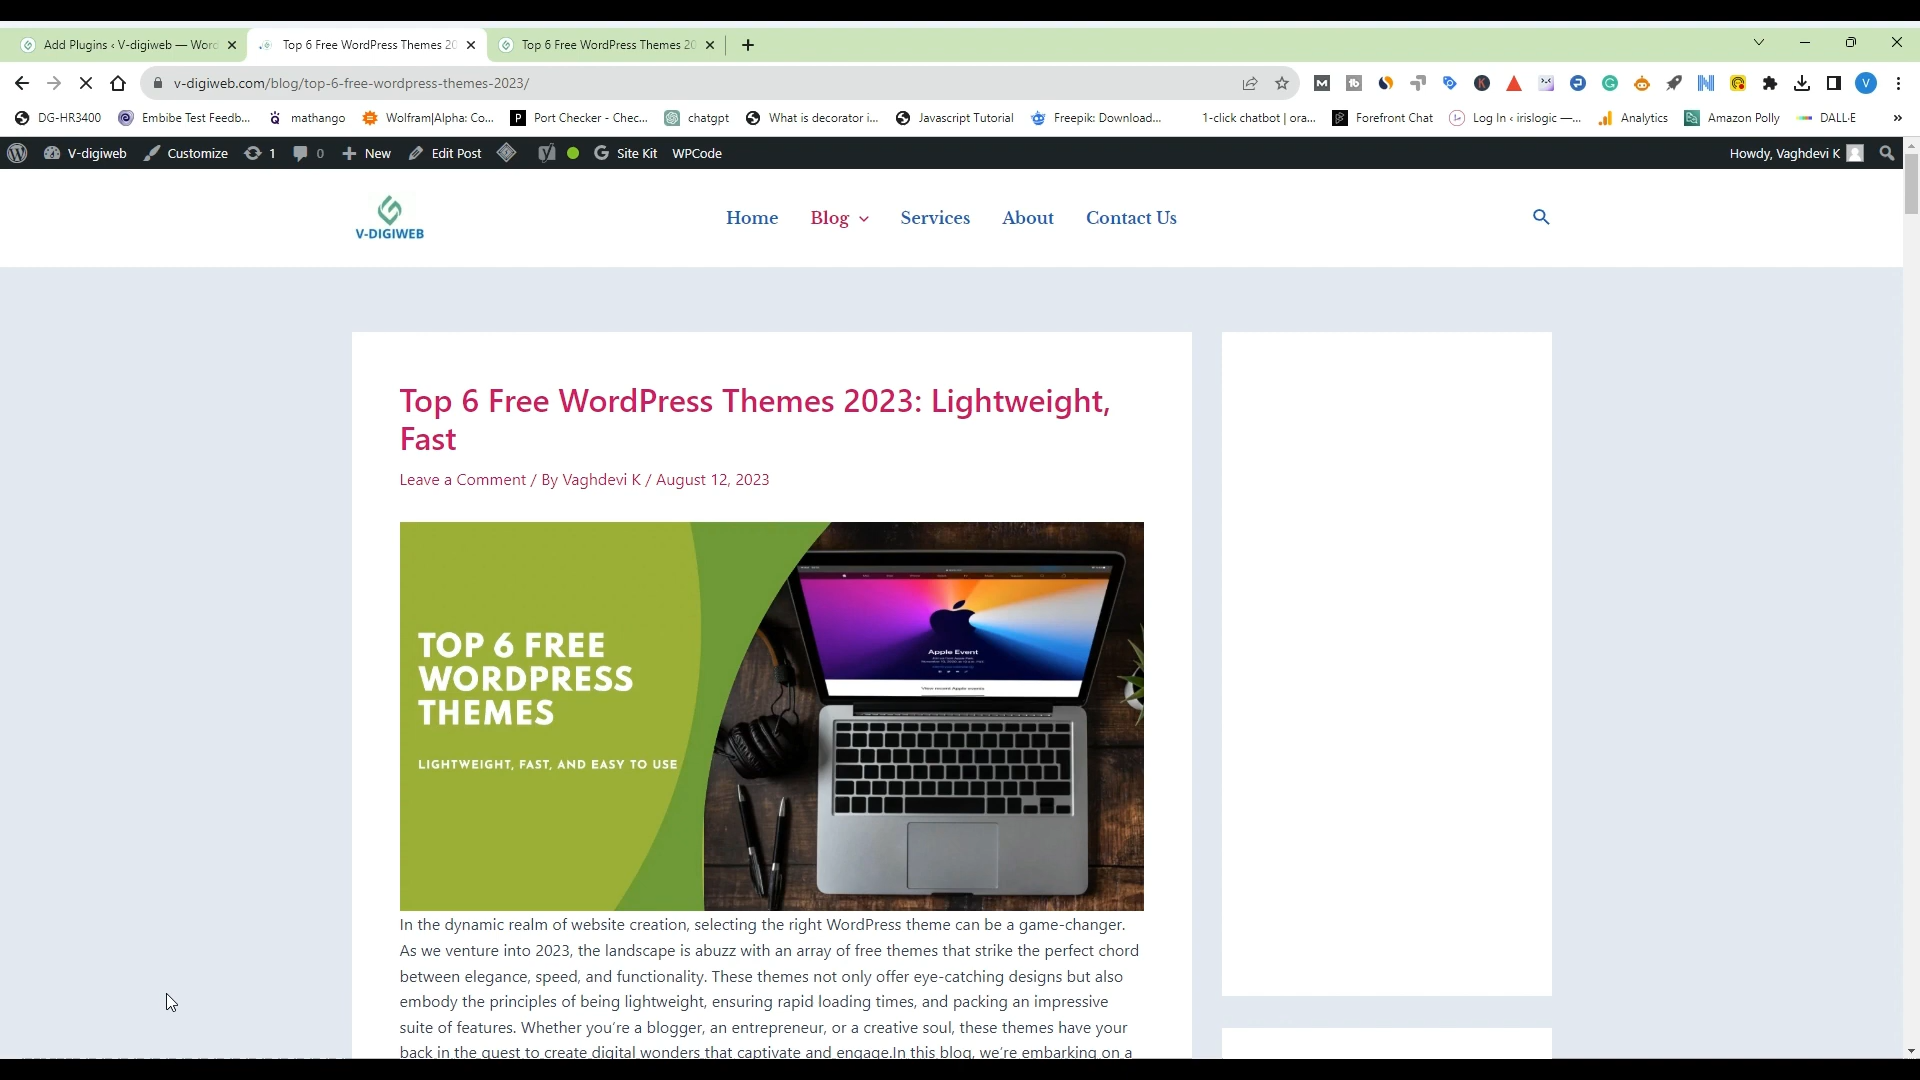 Add Plugins ‹ V-digiweb — Word
Top 6 Free WordPress Themes 20
Top 6 Free WordPress Themes 20
v-digiweb.com/blog/top-6-free-wordpress-themes-2023/
DG-HR3400
Embibe Test Feedb...
mathango
Wolfram|Alpha: Co...
Port Checker - Chec...
chatgpt
What is decorator i...
Javascript Tutorial
Freepik: Download...
1-click chatbot | ora...
Forefront Chat
Log In ‹ irislogic —...
Analytics
Amazon Polly
DALL·E
»
V-digiweb
Customize
1
0
New
Edit Post
Site Kit
WPCode
Howdy, Vaghdevi K
V-DIGIWEB
Home
Blog
Services
About
Contact Us
Top 6 Free WordPress Themes 2023: Lightweight,
Fast
Leave a Comment / By Vaghdevi K / August 12, 2023
TOP 6 FREE
WORDPRESS
THEMES
LIGHTWEIGHT, FAST, AND EASY TO USE
Apple Event
View recent Apple events
In the dynamic realm of website creation, selecting the right WordPress theme can be a game-changer.
As we venture into 2023, the landscape is abuzz with an array of free themes that strike the perfect chord
between elegance, speed, and functionality. These themes not only offer eye-catching designs but also
embody the principles of being lightweight, ensuring rapid loading times, and packing an impressive
suite of features. Whether you're a blogger, an entrepreneur, or a creative soul, these themes have your
back in the quest to create digital wonders that captivate and engage.In this blog, we're embarking on a